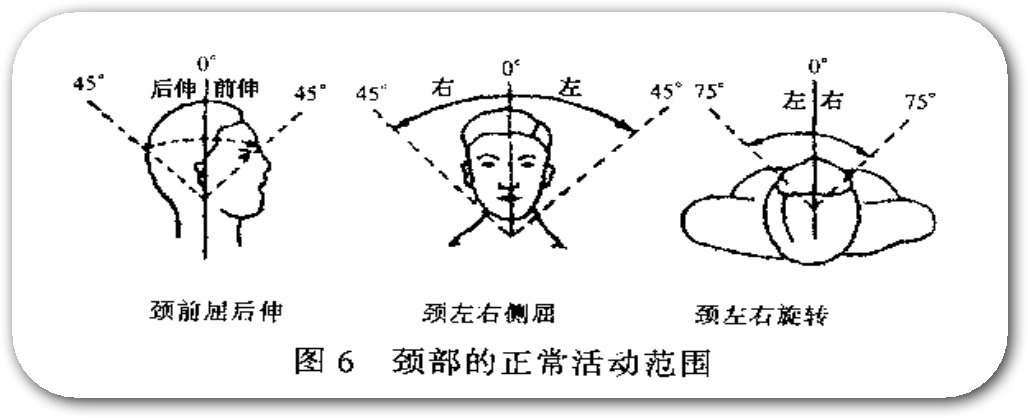 0°
45° 后伸 前伸 45°
0°
45° 右 左 45°
0°
75° 左 右 75°
颈前屈后伸
颈左右侧屈
颈左右旋转
图 6 颈部的正常活动范围